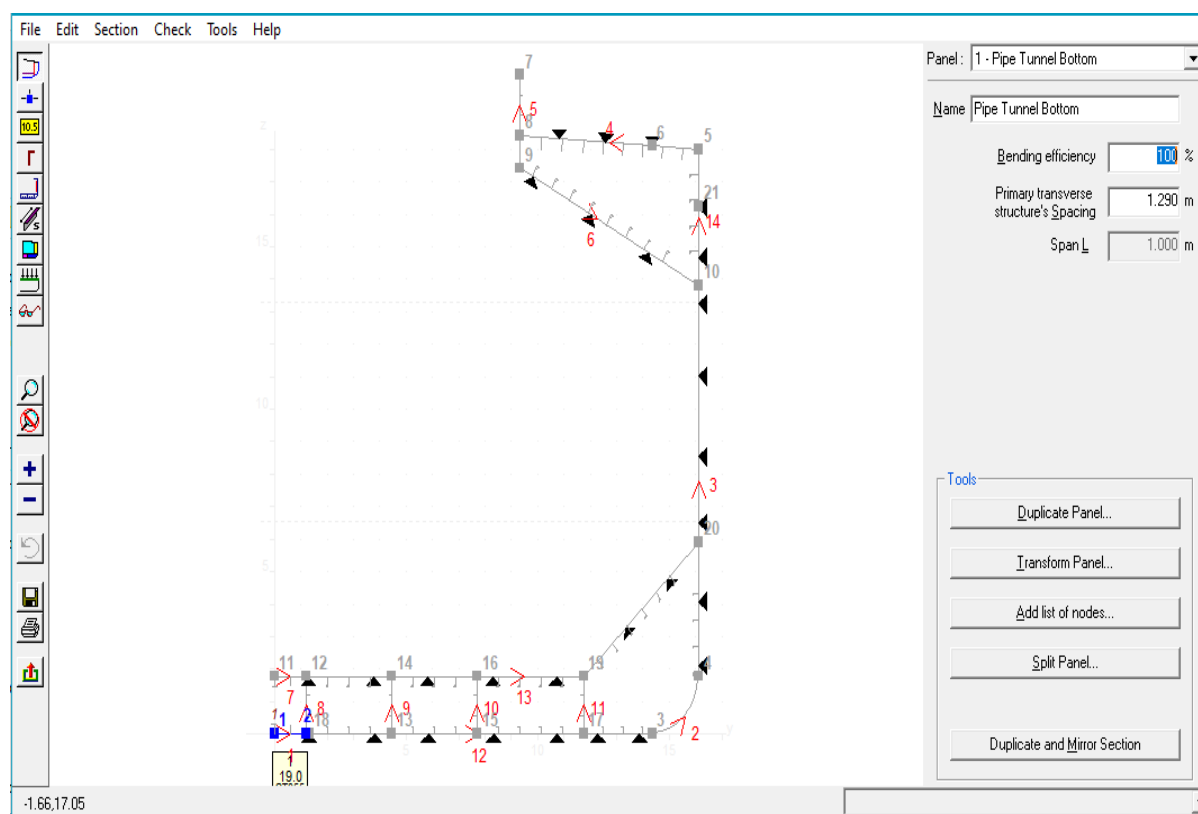 File Edit Section Check Tools Help
Panel : 1 - Pipe Tunnel Bottom
Name Pipe Tunnel Bottom
Bending efficiency 100 %
Primary transverse
structure's Spacing 1.290 m
Span L 1.000 m
10.5
S
7
5
8
4
6
5
9
21
14
6
10
z
15
10
3
20
5
11
12
14
16
19
4
7
13
8
9
10
11
1
1
2
18
13
15
17
3
2
y
5
10
15
12
1
1
19.0
Tools
Duplicate Panel...
Transform Panel...
Add list of nodes...
Split Panel...
Duplicate and Mirror Section
-1.66,17.05